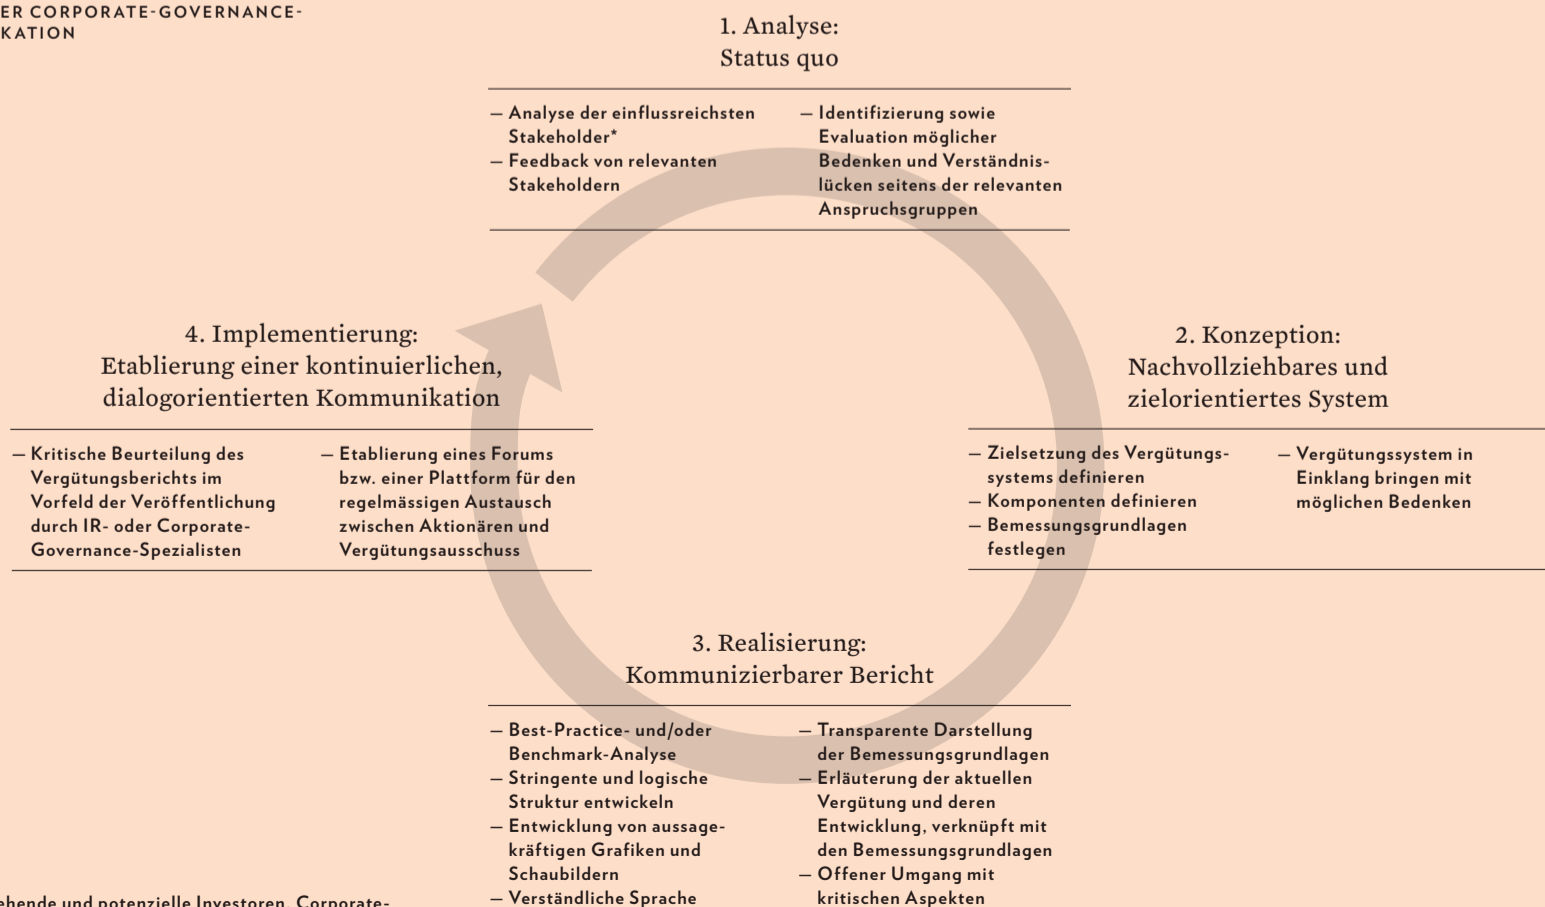 ER CORPORATE-GOVERNANCE-
KATION
1. Analyse:
Status quo
— Analyse der einflussreichsten
Stakeholder*
— Feedback von relevanten
Stakeholdern
— Identifizierung sowie
Evaluation möglicher
Bedenken und Verständnis-
lücken seitens der relevanten
Anspruchsgruppen
2. Konzeption:
Nachvollziehbares und
zielorientiertes System
— Zielsetzung des Vergütungs-
systems definieren
— Komponenten definieren
— Bemessungsgrundlagen
festlegen
— Vergütungssystem in
Einklang bringen mit
möglichen Bedenken
3. Realisierung:
Kommunizierbarer Bericht
— Best-Practice- und/oder
Benchmark-Analyse
— Stringente und logische
Struktur entwickeln
— Entwicklung von aussage-
kräftigen Grafiken und
Schaubildern
— Verständliche Sprache
— Transparente Darstellung
der Bemessungsgrundlagen
— Erläuterung der aktuellen
Vergütung und deren
Entwicklung, verknüpft mit
den Bemessungsgrundlagen
— Offener Umgang mit
kritischen Aspekten
4. Implementierung:
Etablierung einer kontinuierlichen,
dialogorientierten Kommunikation
— Kritische Beurteilung des
Vergütungsberichts im
Vorfeld der Veröffentlichung
durch IR- oder Corporate-
Governance-Spezialisten
— Etablierung eines Forums
bzw. einer Plattform für den
regelmässigen Austausch
zwischen Aktionären und
Vergütungsausschuss
ehende und potenzielle Investoren, Corporate-